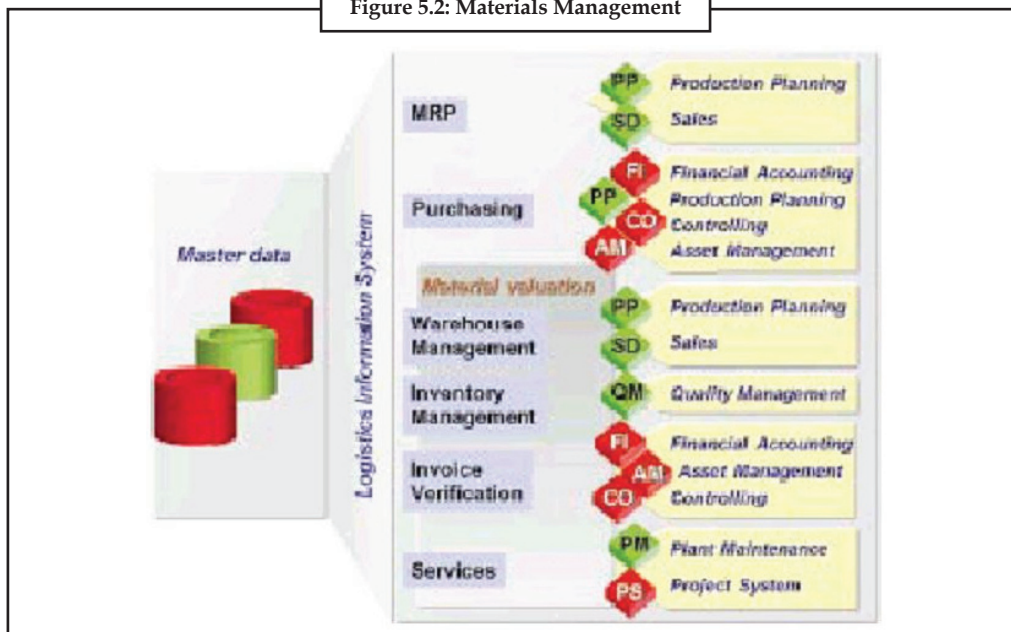 Figure 5.2: Materials Management
Master data
Logistics Information System
MRP
PP
Production Planning
SD
Sales
Purchasing
FI
Financial Accounting
PP
Production Planning
CO
Controlling
AM
Asset Management
Material valuation
Warehouse
Management
PP
Production Planning
SD
Sales
Inventory
Management
QM
Quality Management
Invoice
Verification
FI
Financial Accounting
AM
Asset Management
CO
Controlling
Services
PM
Plant Maintenance
PS
Project System